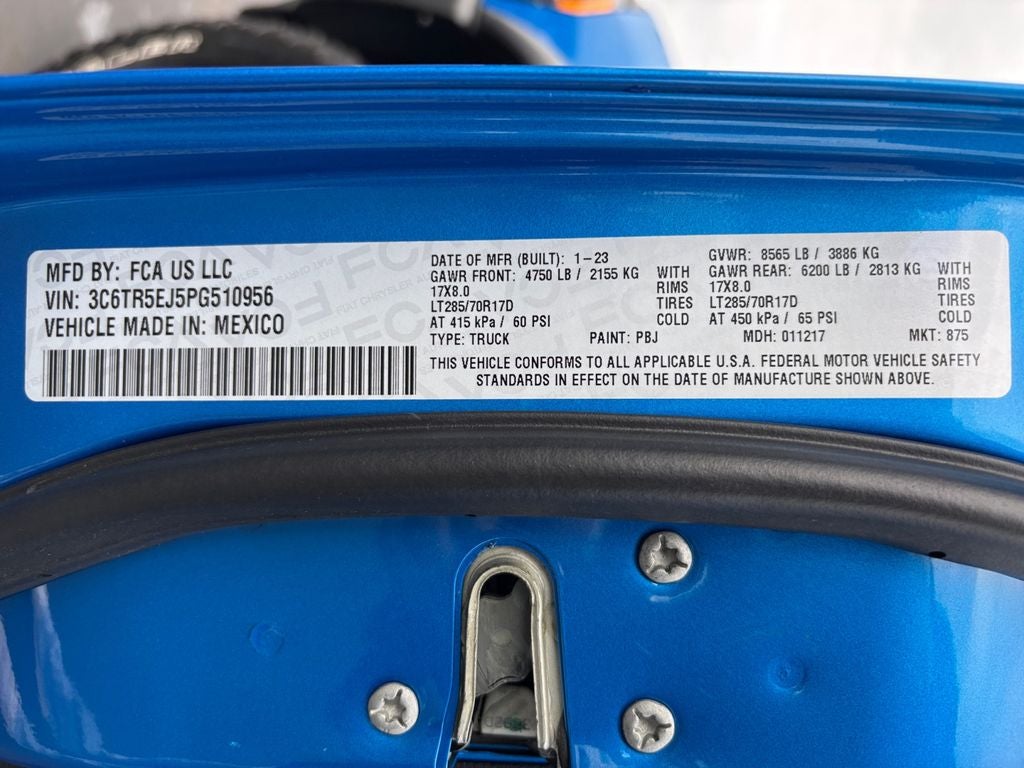 MFD BY: FCA US LLC
VIN: 3C6TR5EJ5PG510956
VEHICLE MADE IN: MEXICO
DATE OF MFR (BUILT): 1-23
GVWR: 8565 LB / 3886 KG
GAWR FRONT: 4750 LB / 2155 KG WITH
GAWR REAR: 6200 LB / 2813 KG WITH
17X8.0 RIMS
17X8.0 RIMS
LT285/70R17D TIRES
LT285/70R17D TIRES
AT 415 kPa / 60 PSI COLD
AT 450 kPa / 65 PSI COLD
TYPE: TRUCK PAINT: PBJ MDH: 011217 MKT: 875
THIS VEHICLE CONFORMS TO ALL APPLICABLE U.S.A. FEDERAL MOTOR VEHICLE SAFETY
STANDARDS IN EFFECT ON THE DATE OF MANUFACTURE SHOWN ABOVE.